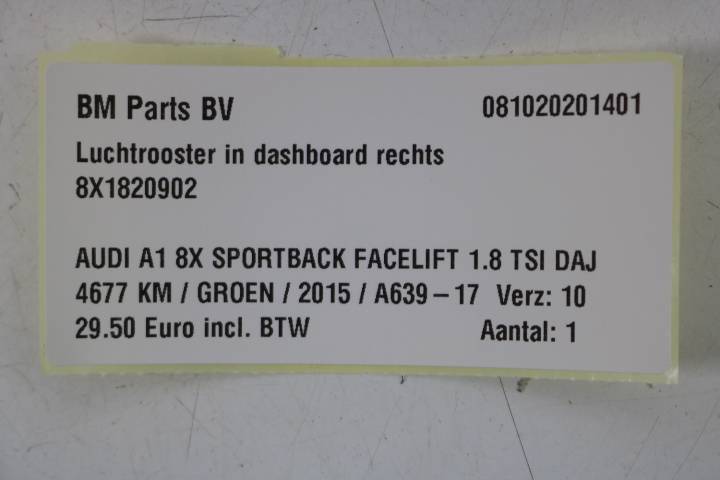 BM Parts BV 081020201401
Luchtrooster in dashboard rechts
8X1820902
AUDI A1 8X SPORTBACK FACELIFT 1.8 TSI DAJ
4677 KM / GROEN / 2015 / A639-17 Verz: 10
29.50 Euro incl. BTW Aantal: 1